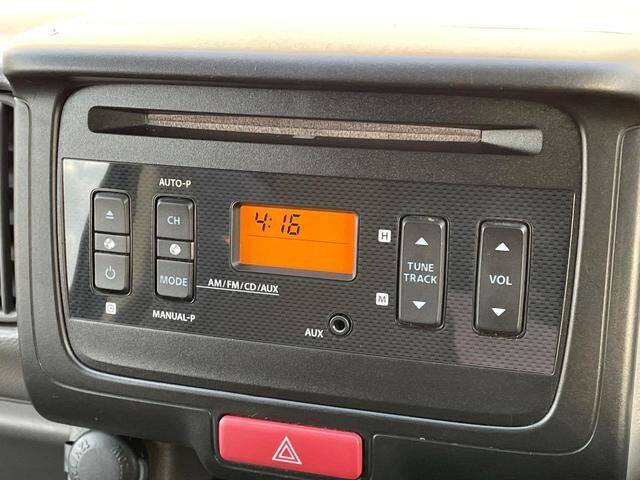 AUTO-P
CH
4:16
H
TUNE
TRACK
VOL
MODE
AM/FM/CD/AUX
M
MANUAL-P
AUX